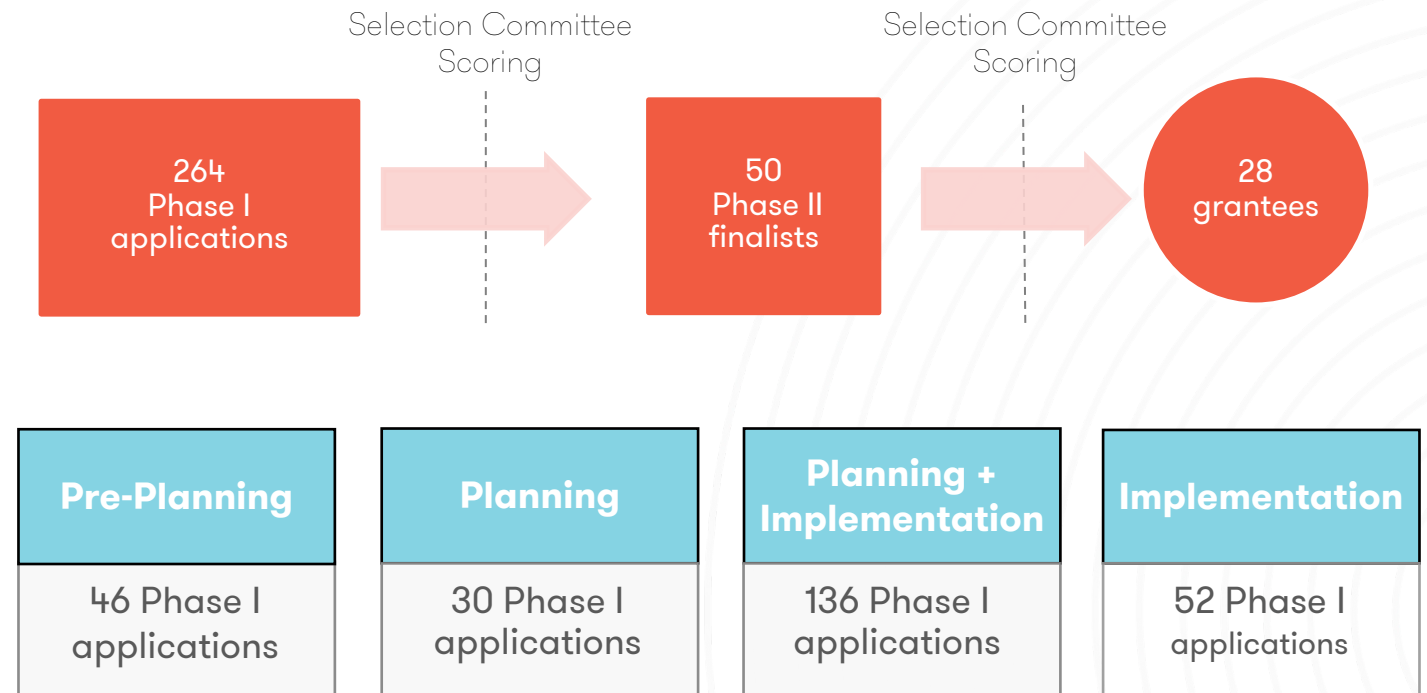 Selection Committee
Scoring
Selection Committee
Scoring
264
Phase I
applications
50
Phase II
finalists
28
grantees
Pre-Planning
Planning
Planning +
Implementation
Implementation
46 Phase I
applications
30 Phase I
applications
136 Phase I
applications
52 Phase I
applications